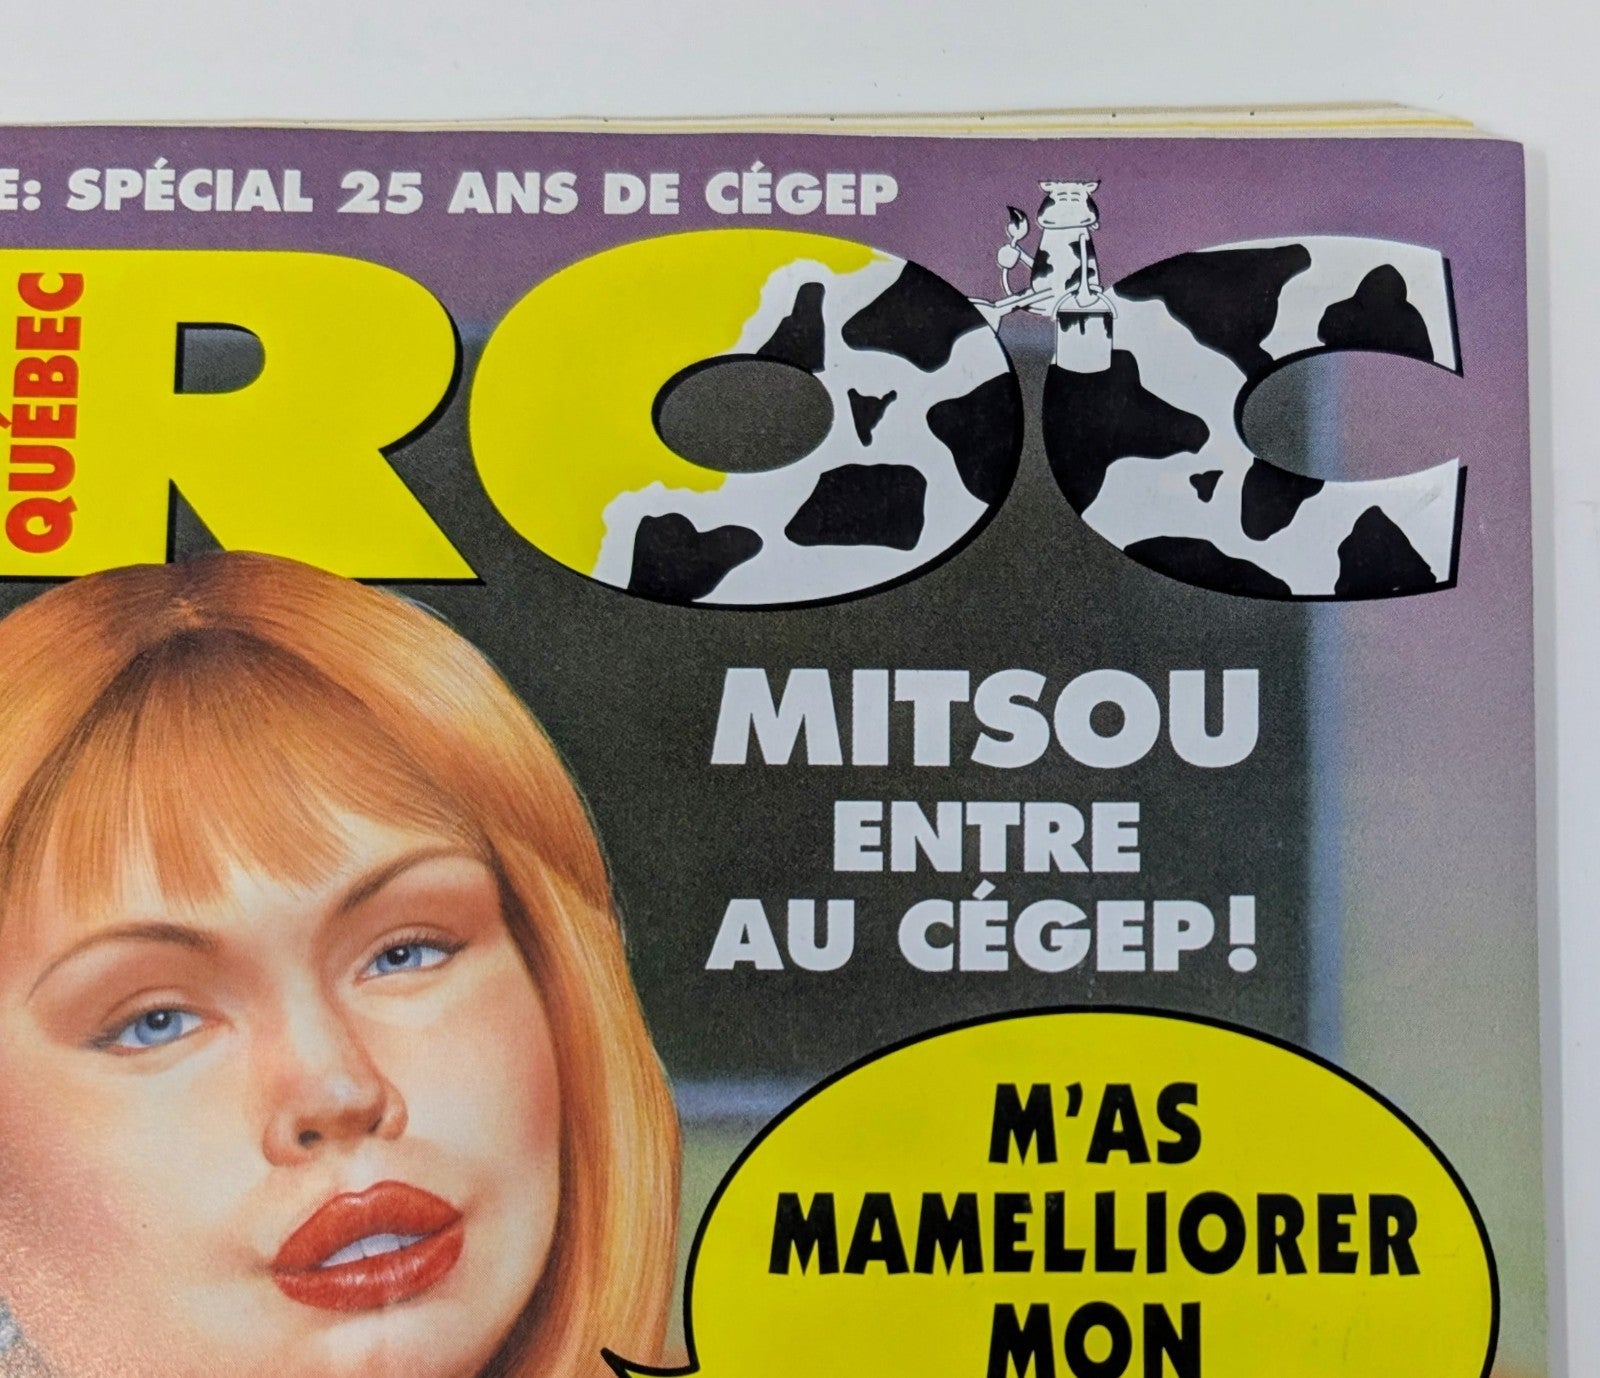 E: SPÉCIAL 25 ANS DE CÉGEP
QUÉBEC
ROC
MITSOU
ENTRE
AU CÉGEP!
M'AS
MAMELLIORER
MON